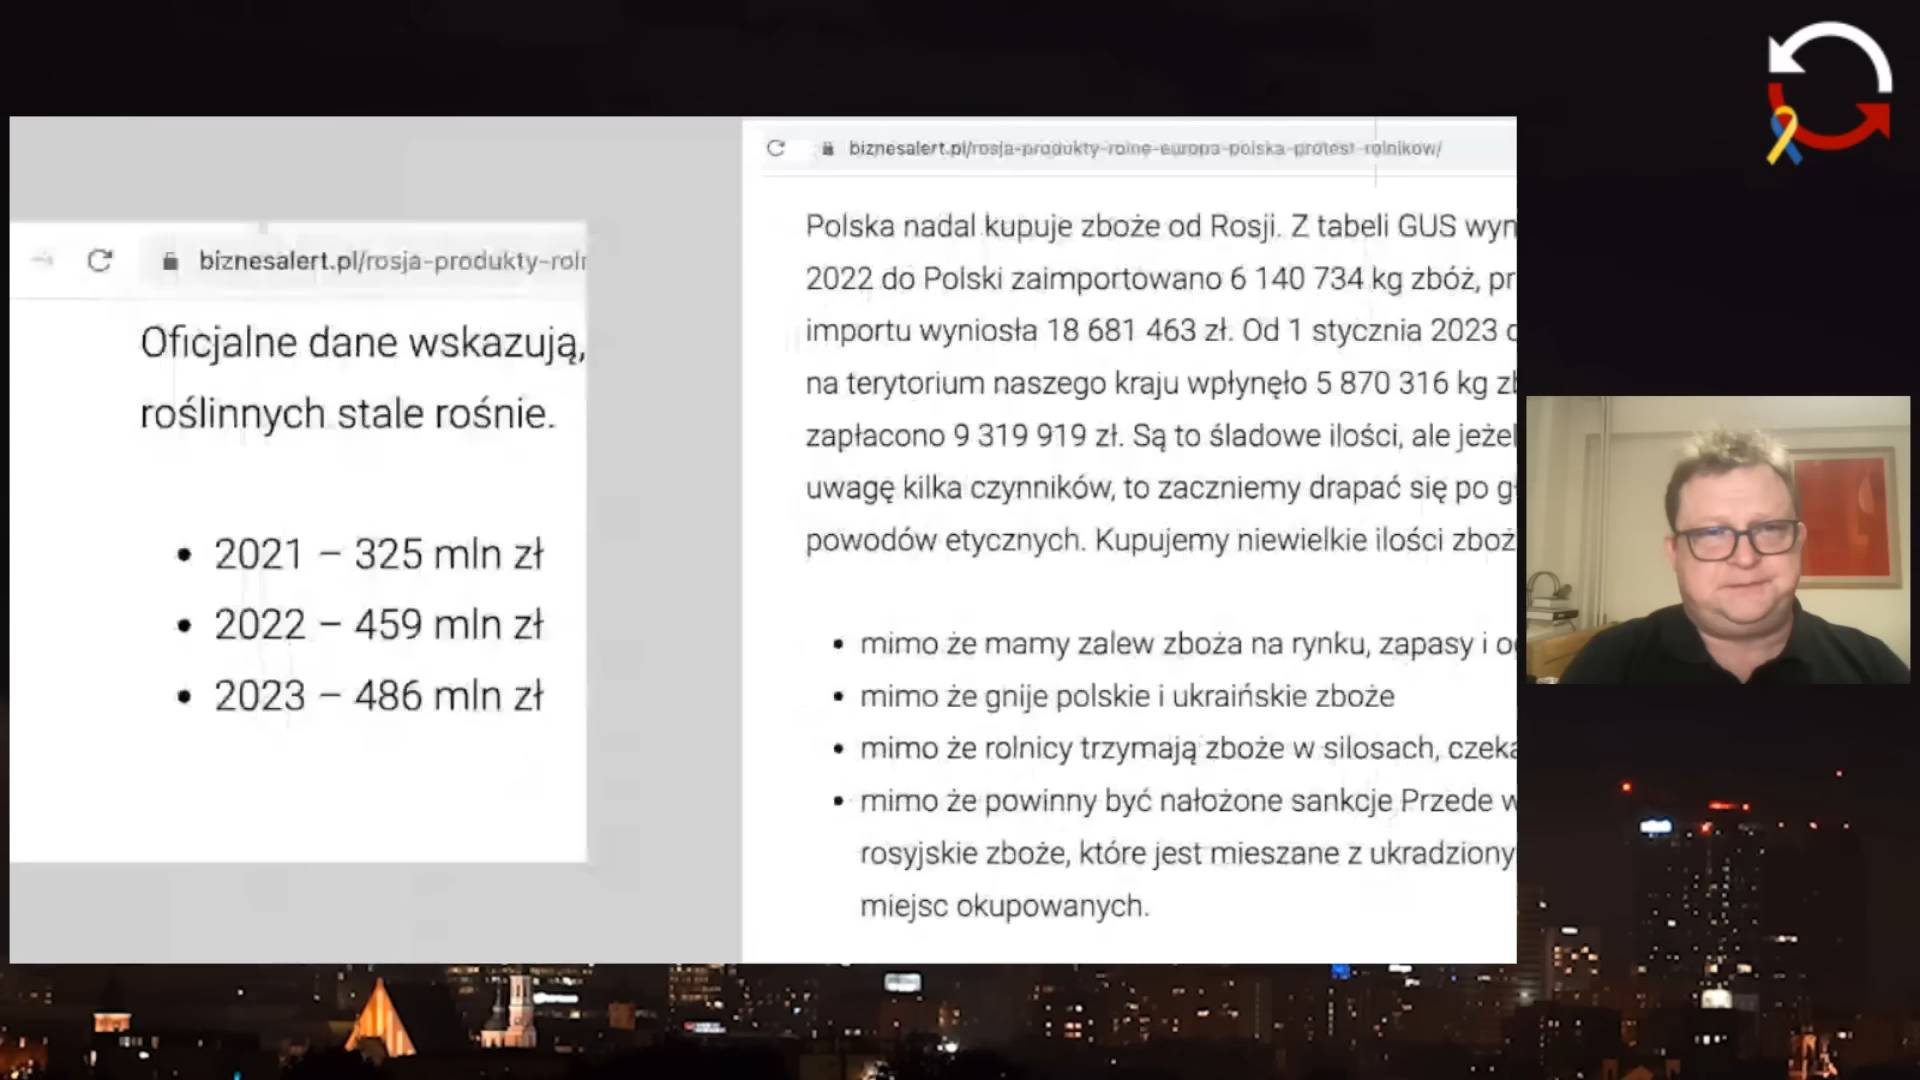 biznesalert.pl/rosja-produkty-roln
Oficjalne dane wskazują,
roślinnych stale rośnie.
• 2021 – 325 mln zł
• 2022 – 459 mln zł
• 2023 – 486 mln zł
biznesalert.pl/rosja-produkty-rolne-europa-polska-protest-rolnikow/
Polska nadal kupuje zboże od Rosji. Z tabeli GUS wyn
2022 do Polski zaimportowano 6 140 734 kg zbóż, pr
importu wyniosła 18 681 463 zł. Od 1 stycznia 2023
na terytorium naszego kraju wpłynęło 5 870 316 kg
zapłacono 9 319 919 zł. Są to śladowe ilości, ale jeżel
uwagę kilka czynników, to zaczniemy drapać się po
powodów etycznych. Kupujemy niewielkie ilości zboż
• mimo że mamy zalew zboża na rynku, zapasy i
• mimo że gnije polskie i ukraińskie zboże
• mimo że rolnicy trzymają zboże w silosach, czeka
• mimo że powinny być nałożone sankcje Przede
rosyjskie zboże, które jest mieszane z ukradziony
miejsc okupowanych.